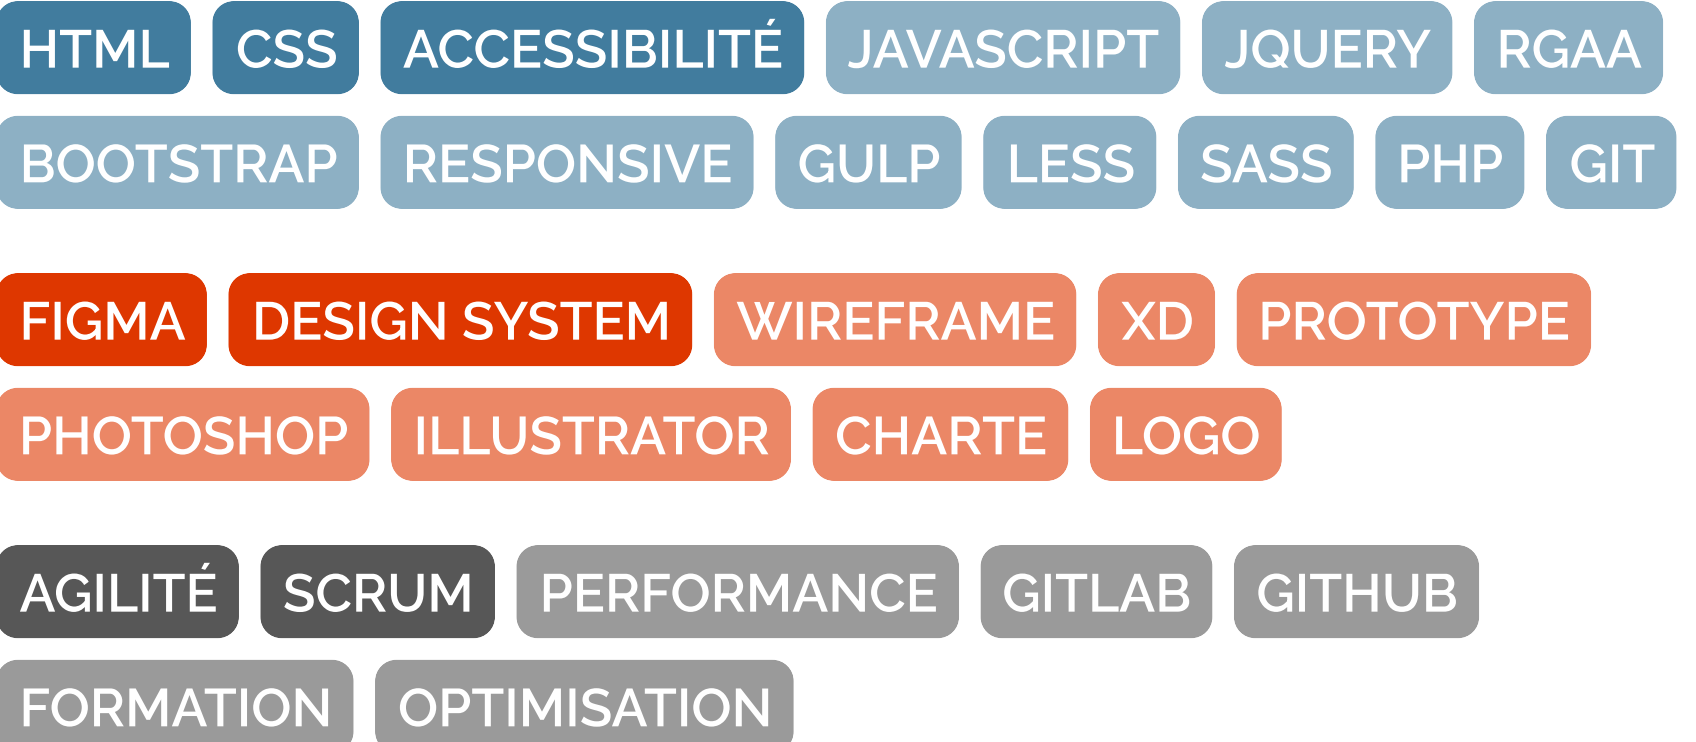 HTML CSS ACCESSIBILITÉ JAVASCRIPT JQUERY RGAA
BOOTSTRAP RESPONSIVE GULP LESS SASS PHP GIT
FIGMA DESIGN SYSTEM WIREFRAME XD PROTOTYPE
PHOTOSHOP ILLUSTRATOR CHARTE LOGO
AGILITÉ SCRUM PERFORMANCE GITLAB GITHUB
FORMATION OPTIMISATION